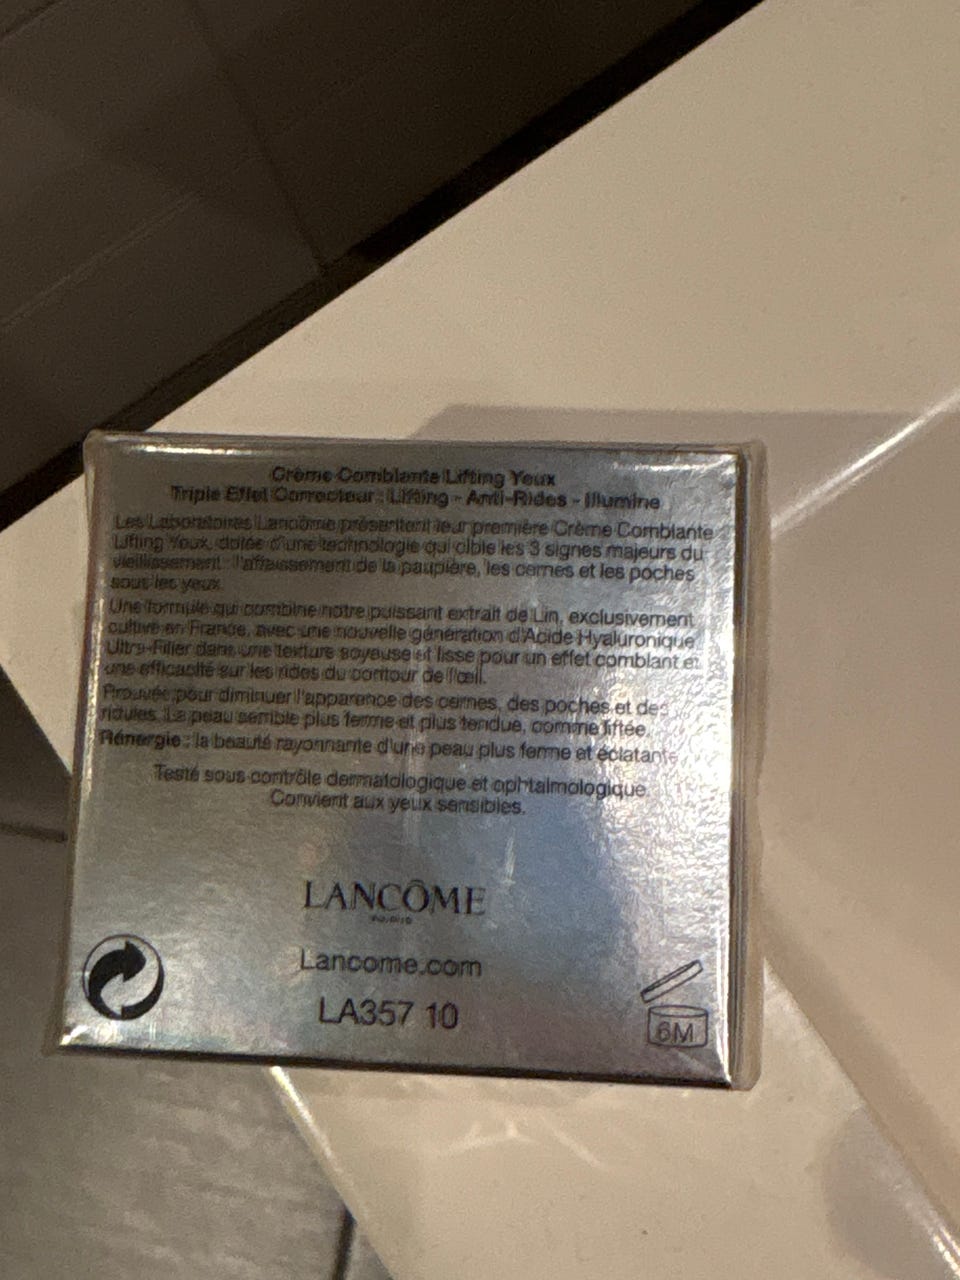 Crème Comblante Lifting Yeux
Triple Effet Correcteur : Lifting - Anti-Rides - Illumine
Les Laboratoires Lancôme présentent leur première Crème Comblante
Lifting Yeux, dotée d'une technologie qui cible les 3 signes majeurs du
vieillissement : l'affaissement de la paupière, les cernes et les poches
sous les yeux.
Une formule qui combine notre puissant extrait de Lin, exclusivement
cultivé en France, avec une nouvelle génération d'Acide Hyaluronique
Ultra-Filler dans une texture soyeuse et lisse pour un effet comblant et
une efficacité sur les rides du contour de l'œil.
Prouvée pour diminuer l'apparence des cernes, des poches et des
ridules. La peau semble plus ferme et plus tendue, comme liftée.
Rénergie : la beauté rayonnante d'une peau plus ferme et éclatante.
Testé sous contrôle dermatologique et ophtalmologique.
Convient aux yeux sensibles.
LANCÔME
PARIS
Lancome.com
LA357 10
6M